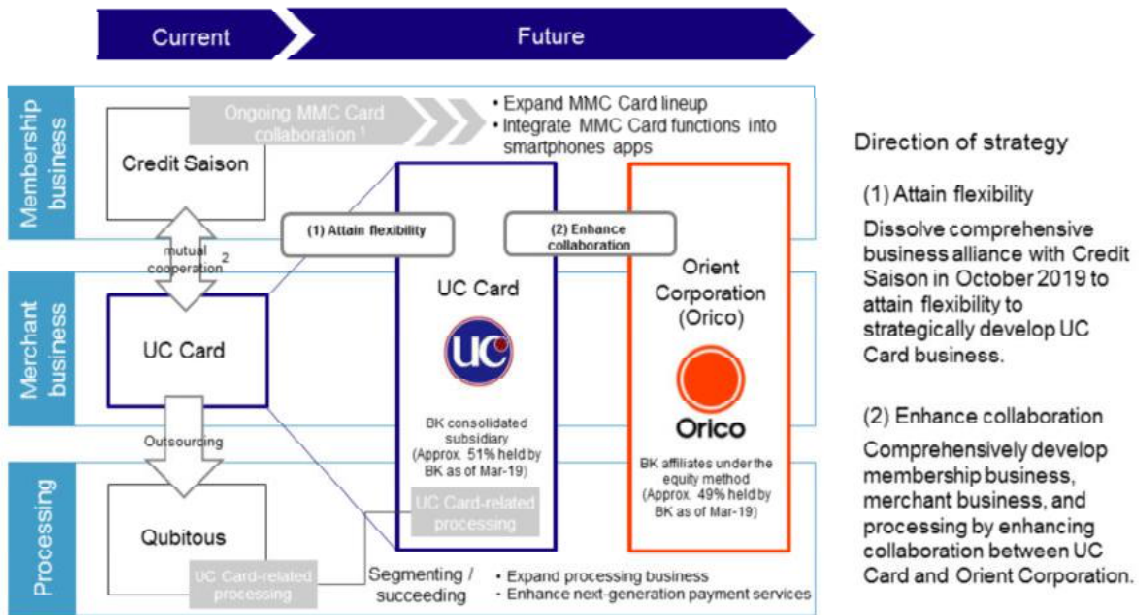 Current
Future
Membership
business
Ongoing MMC Card
collaboration 1
• Expand MMC Card lineup
• Integrate MMC Card functions into
smartphones apps
Credit Saison
(1) Attain flexibility
(2) Enhance
collaboration
mutual
cooperation 2
Merchant
business
UC Card
UC Card
UC
BK consolidated
subsidiary
(Approx. 51% held by
BK as of Mar-19)
Orient
Corporation
(Orico)
Orico
BK affiliates under the
equity method
(Approx. 49% held by
BK as of Mar-19)
Outsourcing
Processing
Qubitous
UC Card-related
processing
UC Card-related
processing
Segmenting /
succeeding
• Expand processing business
- Enhance next-generation payment services
Direction of strategy
(1) Attain flexibility
Dissolve comprehensive
business alliance with Credit
Saison in October 2019 to
attain flexibility to
strategically develop UC
Card business.
(2) Enhance collaboration
Comprehensively develop
membership business,
merchant business, and
processing by enhancing
collaboration between UC
Card and Orient Corporation.